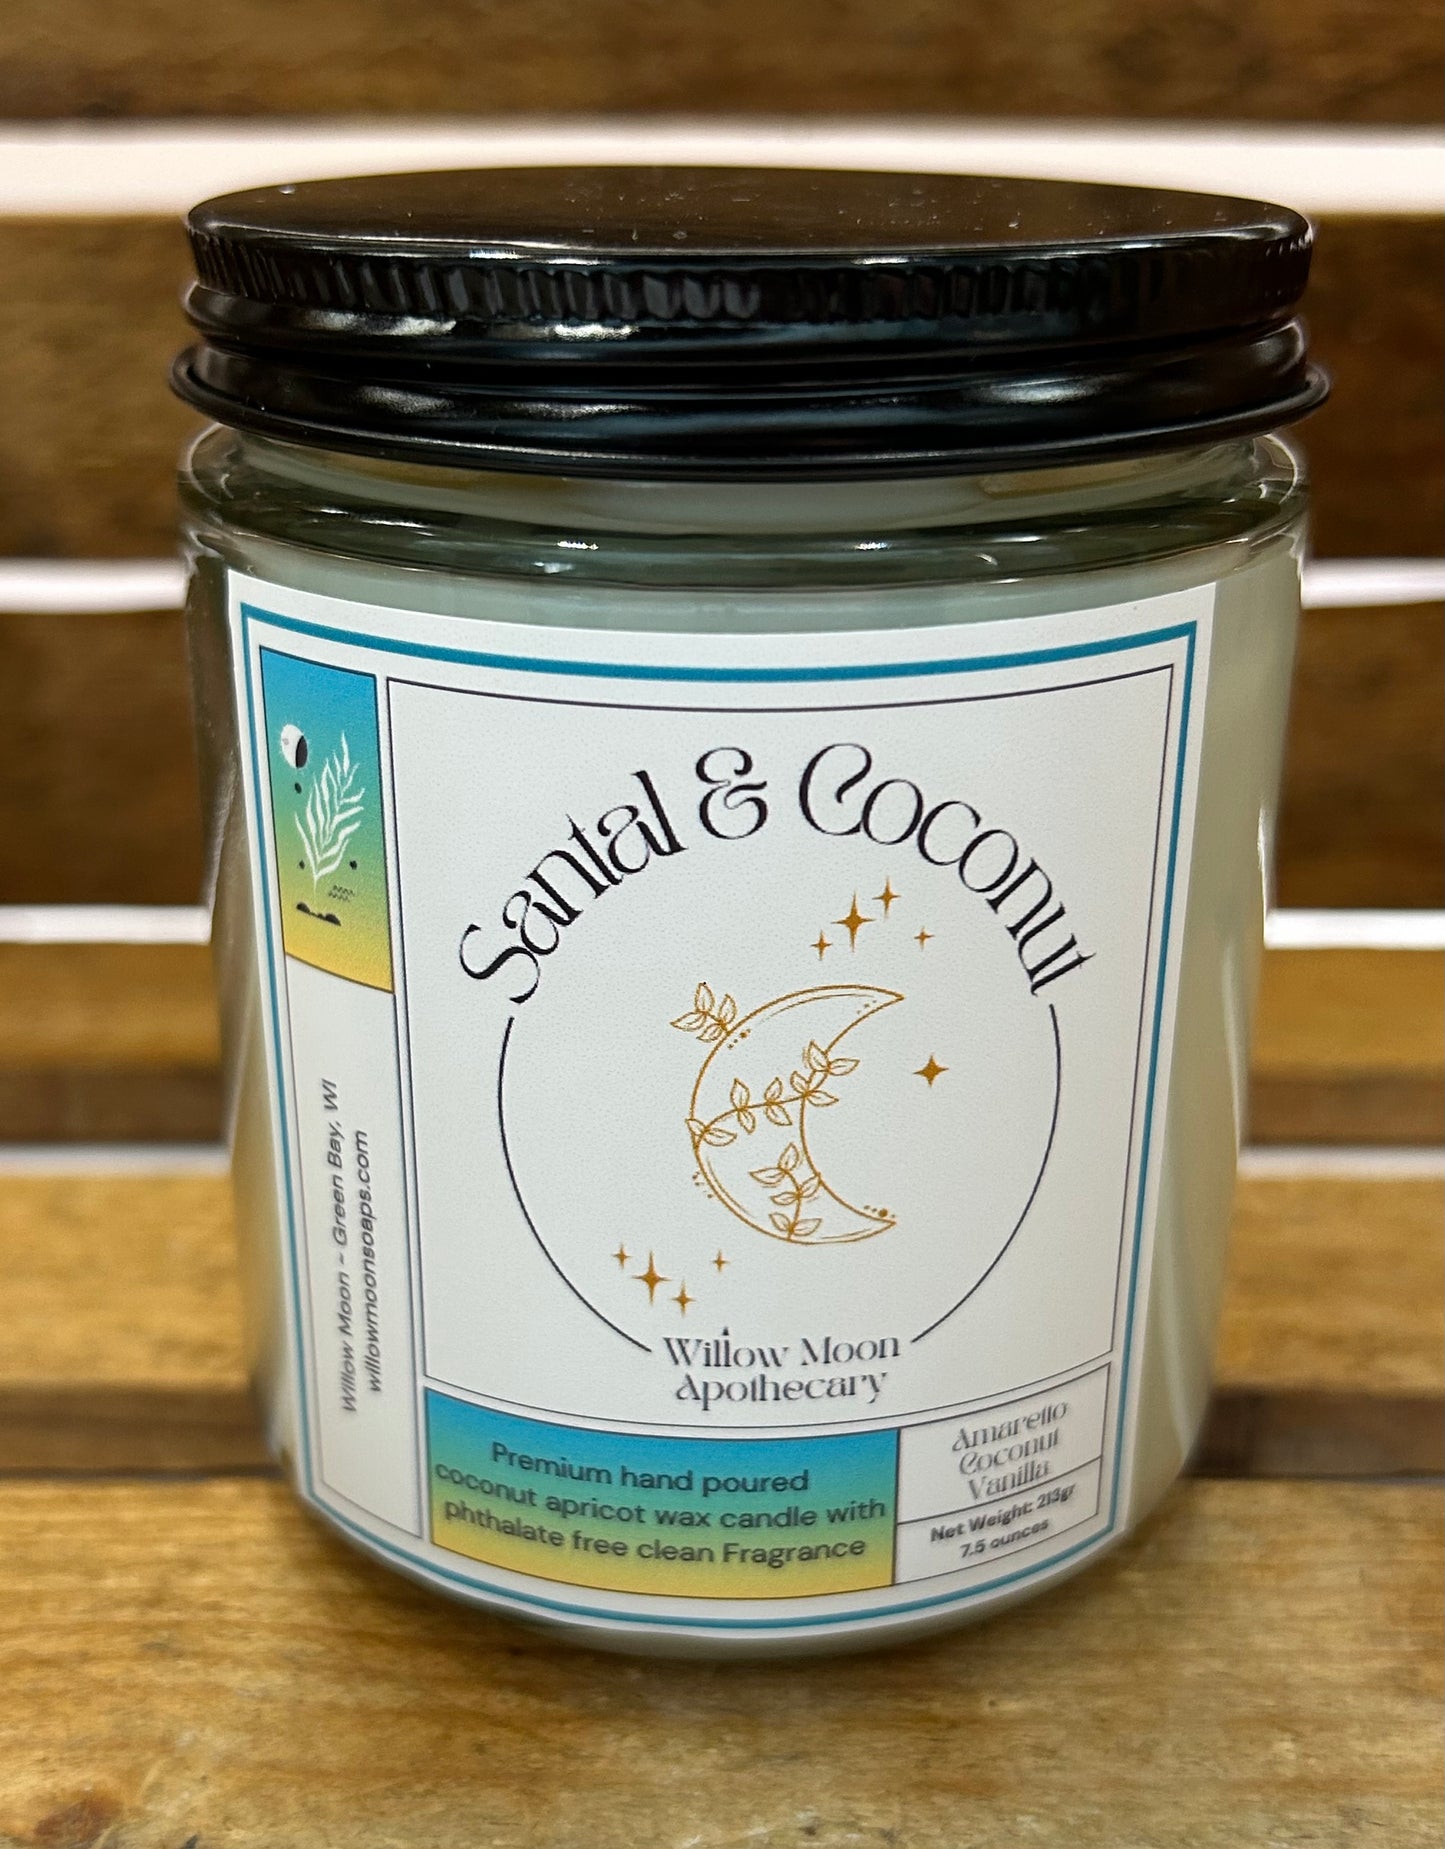 Santal & Coconut
Willow Moon
Apothecary
Willow Moon ~ Green Bay, WI
willowmoonsoaps.com
Premium hand poured
coconut apricot wax candle with
phthalate free clean Fragrance
Amaretto
Coconut
Vanilla
Net Weight: 213gr
7.5 ounces